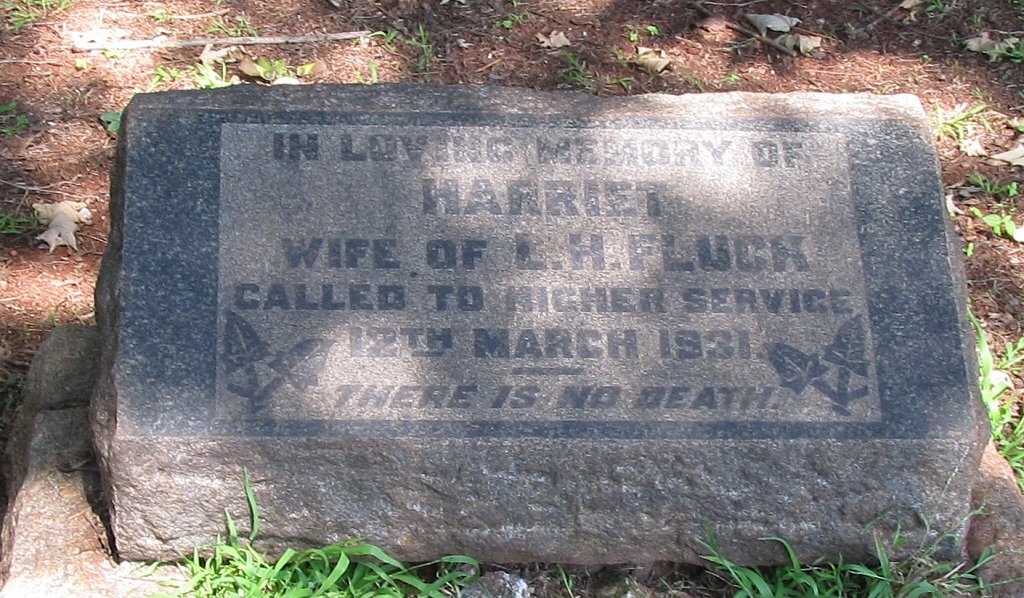 IN LOVING MEMORY OF
HARRIET
WIFE OF L.H. FLUCK
CALLED TO HIGHER SERVICE
12TH MARCH 1931.
THERE IS NO DEATH.